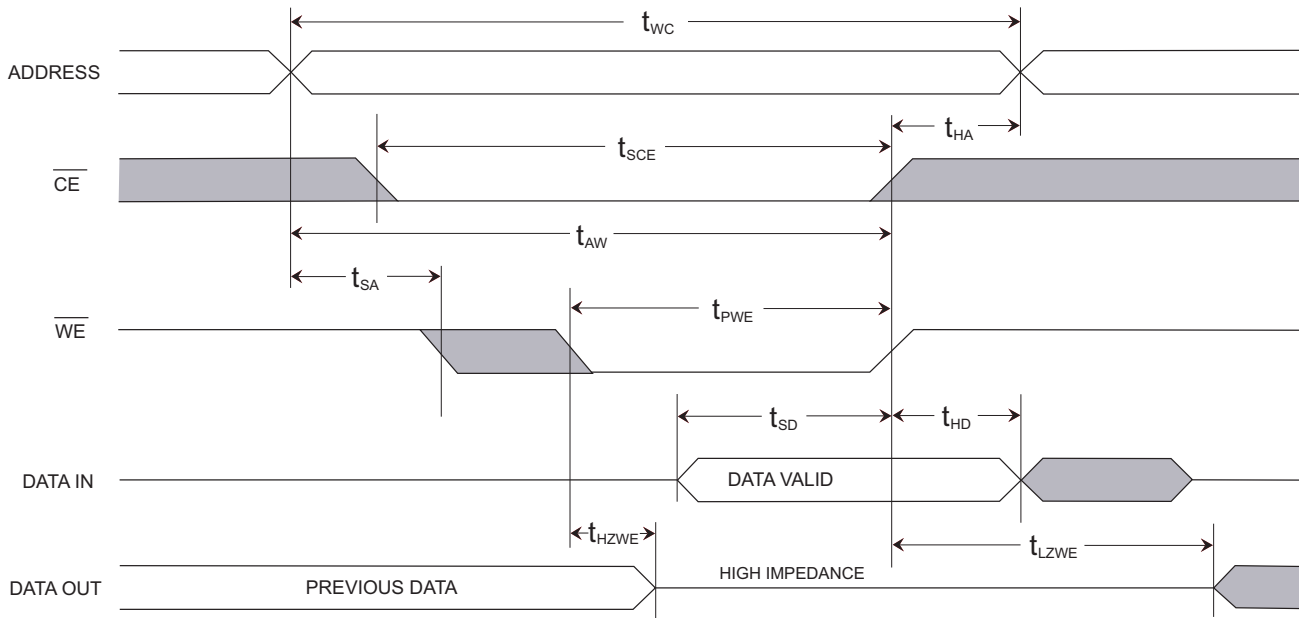 tWC
ADDRESS
tHA
tSCE
CE
tAW
tSA
tPWE
WE
tSD
tHD
DATA IN
DATA VALID
tHZWE
tLZWE
HIGH IMPEDANCE
DATA OUT
PREVIOUS DATA